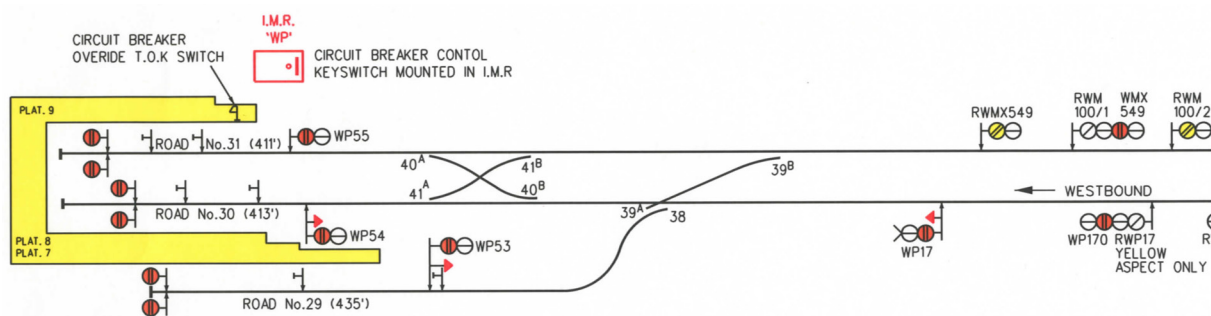 I.M.R.
'WP'
CIRCUIT BREAKER
OVERIDE T.O.K SWITCH
CIRCUIT BREAKER CONTOL
KEYSWITCH MOUNTED IN I.M.R
PLAT. 9
ROAD No.31 (411')
WP55
RWMX549
RWM
100/1
WMX
549
RWM
100/2
40A
41B
39B
41A
40B
WESTBOUND
ROAD No.30 (413')
39A
38
PLAT. 8
PLAT. 7
WP54
WP53
WP17
WP170
RWP17
YELLOW
ASPECT ONLY
R
ROAD No.29 (435')